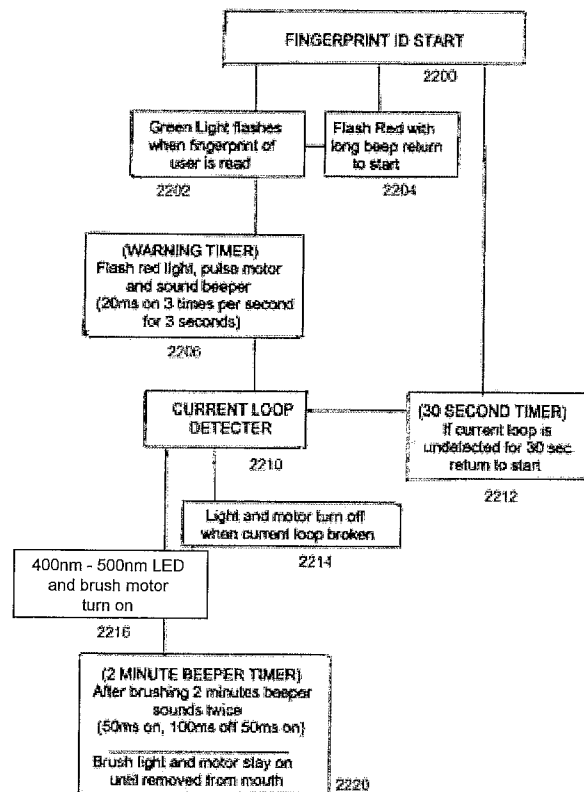 FINGERPRINT ID START
2200
Green Light flashes
when fingerprint of
user is read
2202
Flash Red with
long beep return
to start
2204
(WARNING TIMER)
Flash red light, pulse motor
and sound beeper
(20ms on 3 times per second
for 3 seconds)
2206
CURRENT LOOP
DETECTER
2210
(30 SECOND TIMER)
If current loop is
undetected for 30 sec
return to start
2212
Light and motor turn off
when current loop broken
2214
400nm - 500nm LED
and brush motor
turn on
2216
(2 MINUTE BEEPER TIMER)
After brushing 2 minutes beeper
sounds twice
(50ms on, 100ms off 50ms on)
Brush light and motor stay on
until removed from mouth
2220